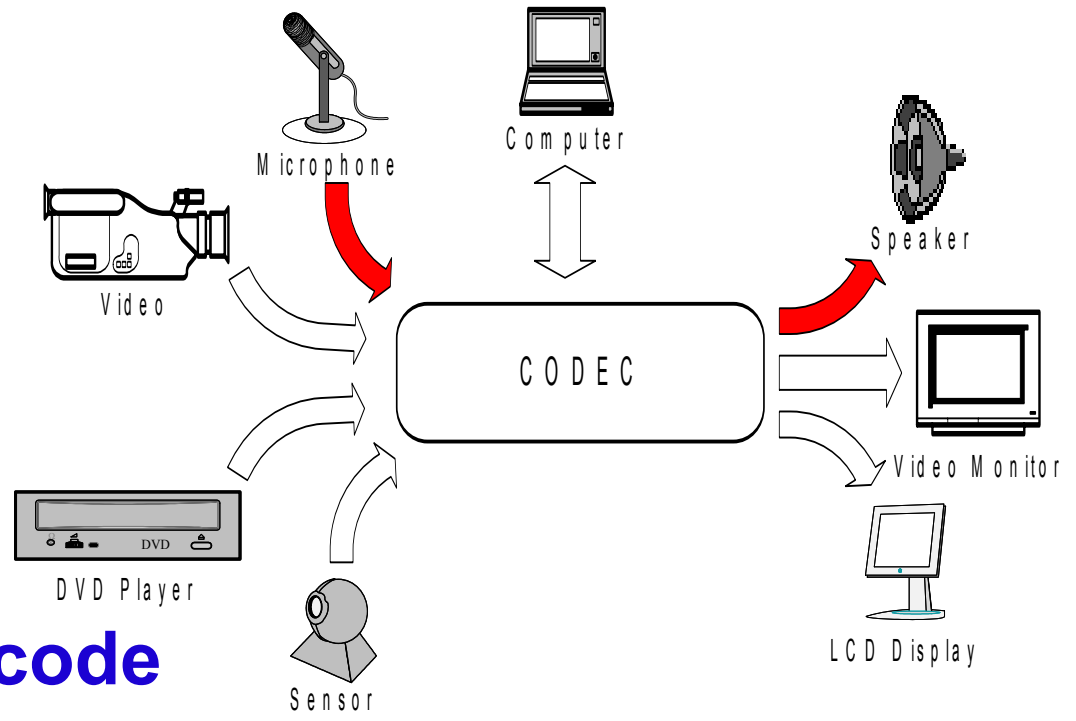 Microphone
Computer
Speaker
Video
CODEC
Video Monitor
DVD
DVD Player
LCD Display
code
Sensor